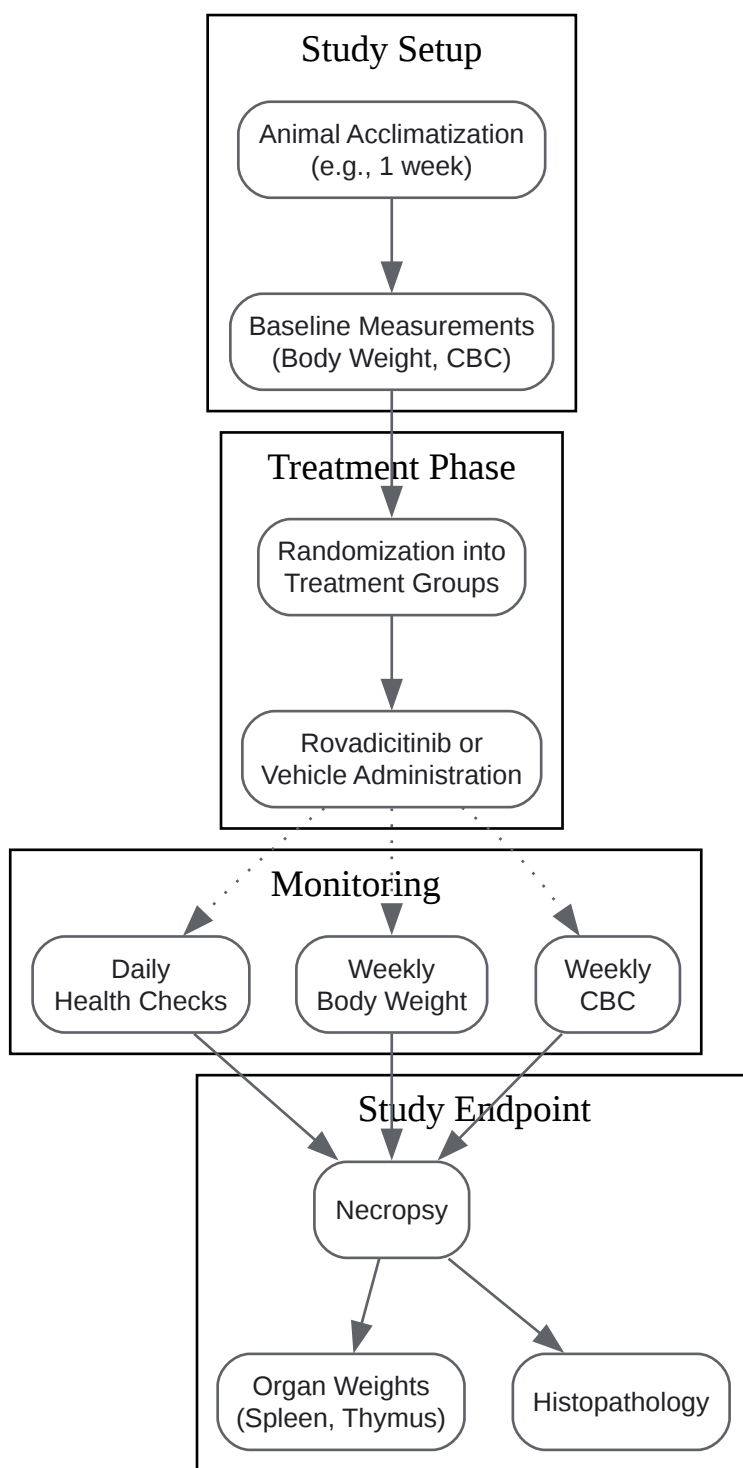 Study Setup
Animal Acclimatization
(e.g., 1 week)
Baseline Measurements
(Body Weight, CBC)
Treatment Phase
Randomization into
Treatment Groups
Rovadicitinib or
Vehicle Administration
Monitoring
Daily
Health Checks
Weekly
Body Weight
Weekly
CBC
Study Endpoint
Necropsy
Organ Weights
(Spleen, Thymus)
Histopathology